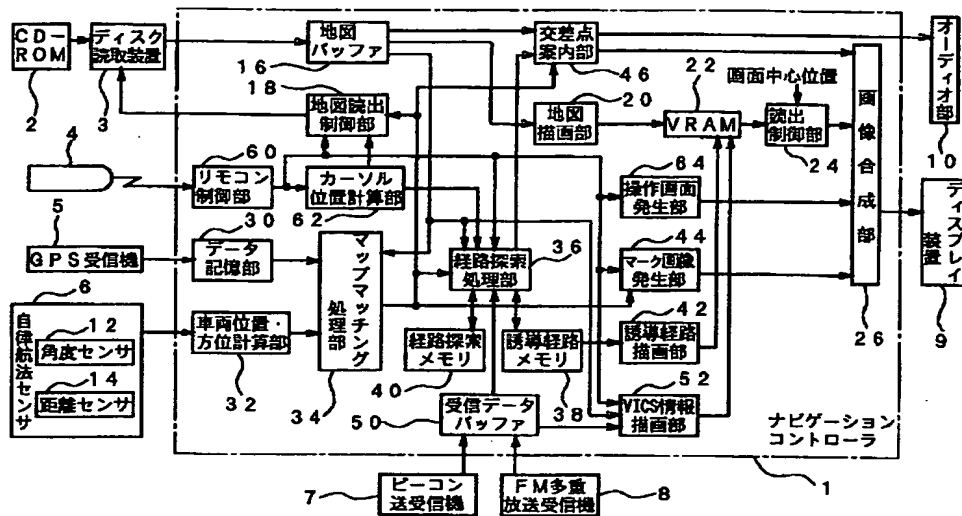 CD-
ROM
2
ディスク
読取装置
3
地図
バッファ
16
18
地図読出
制御部
交差点
案内部
46
地図
描画部
20
22
VRAM
画面中心位置
読出
制御部
24
画像合成部
26
オーディオ部
10
ディスプレイ
装置
9
4
60
リモコン
制御部
カーソル
位置計算部
62
64
操作画面
発生部
5
GPS受信機
30
データ
記憶部
マップマッチング
処理部
34
36
経路探索
処理部
44
マーク画像
発生部
6
自律航法センサ
12
角度センサ
14
距離センサ
車両位置・
方位計算部
32
経路探索
メモリ
40
誘導経路
メモリ
38
42
誘導経路
描画部
50
受信データ
バッファ
52
VICS情報
描画部
ナビゲーション
コントローラ
1
7
ビーコン
送受信機
FM多重
放送受信機
8